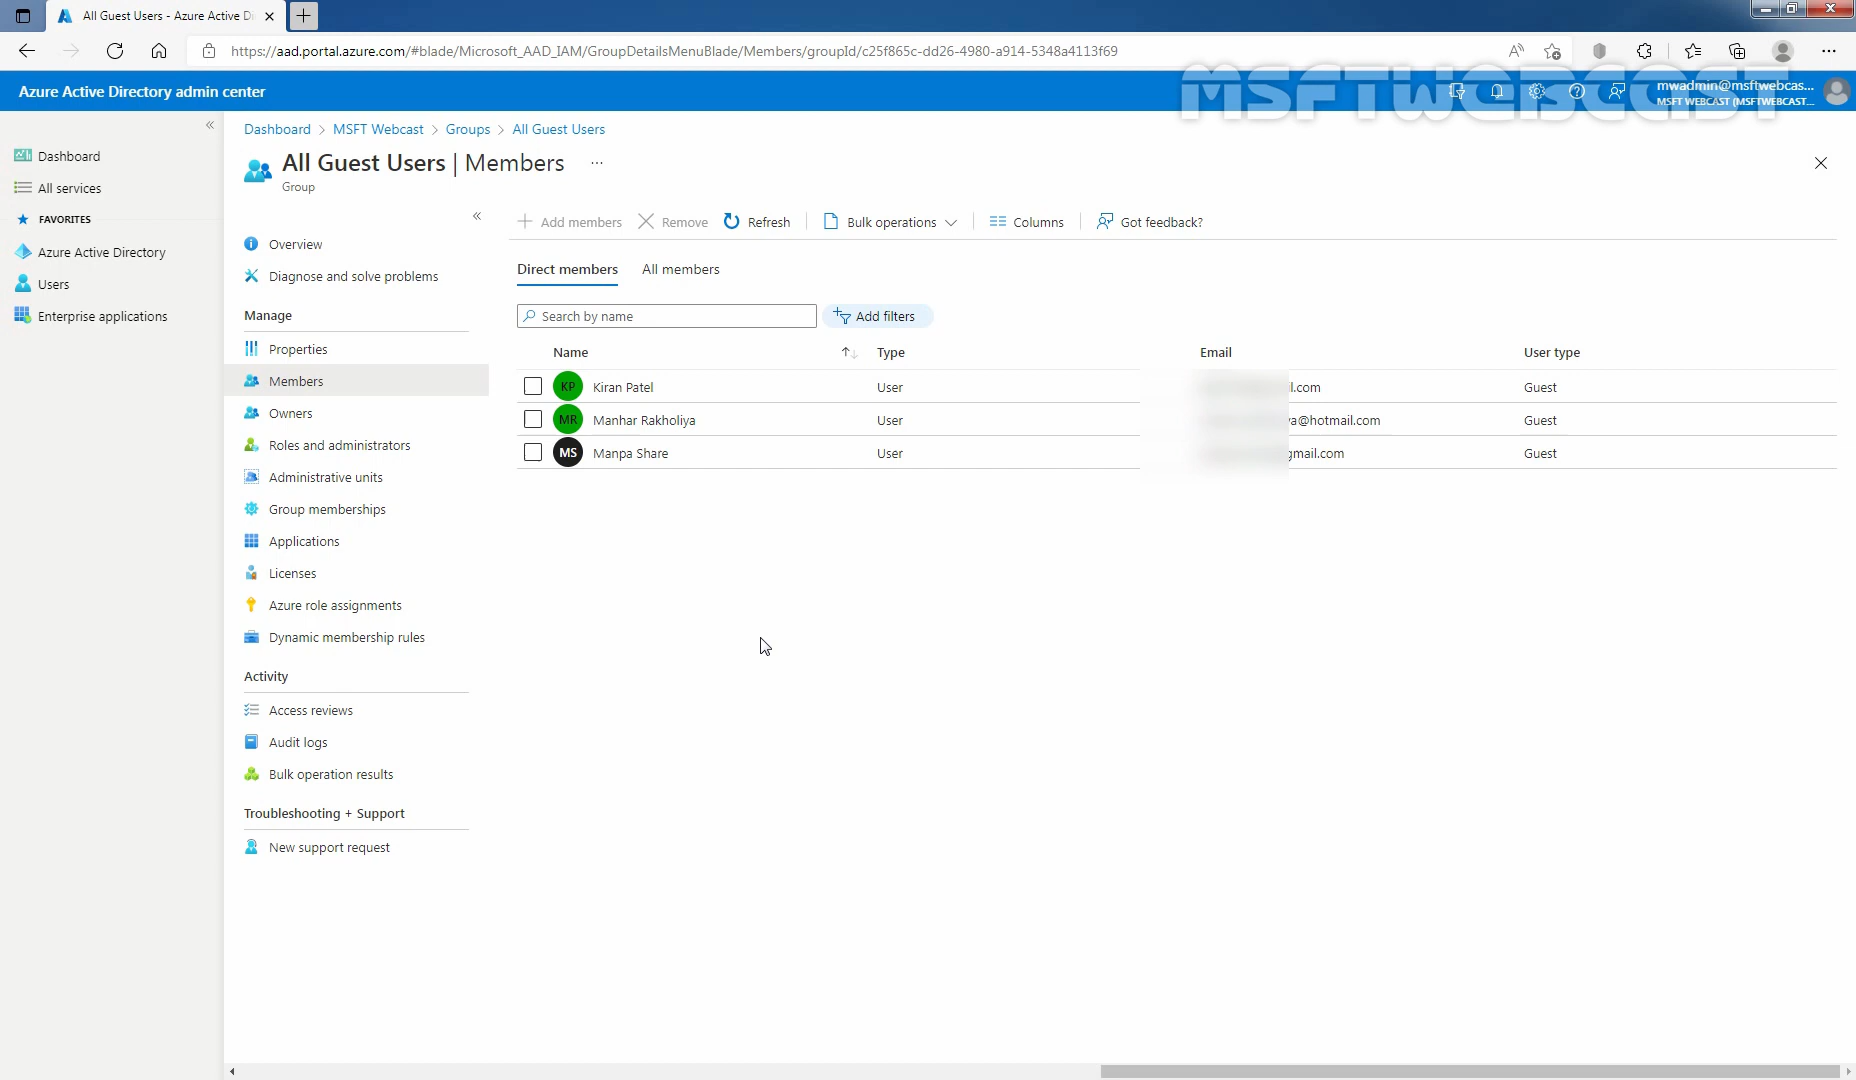 All Guest Users - Azure Active Di
https://aad.portal.azure.com/#blade/Microsoft_AAD_IAM/GroupDetailsMenuBlade/Members/groupId/c25f865c-dd26-4980-a914-5348a4113f69
Azure Active Directory admin center
MSFTWEBCAST
mwadmin@msftwebcas...
MSFT WEBCAST (MSFTWEBCAST...
Dashboard > MSFT Webcast > Groups > All Guest Users
Dashboard
All services
FAVORITES
Azure Active Directory
Users
Enterprise applications
All Guest Users | Members ...
Group
Overview
Diagnose and solve problems
Manage
Properties
Members
Owners
Roles and administrators
Administrative units
Group memberships
Applications
Licenses
Azure role assignments
Dynamic membership rules
Activity
Access reviews
Audit logs
Bulk operation results
Troubleshooting + Support
New support request
Add members Remove Refresh Bulk operations Columns Got feedback?
Direct members All members
Search by name Add filters
Name Type Email User type
KP Kiran Patel User l.com Guest
MR Manhar Rakholiya User a@hotmail.com Guest
MS Manpa Share User gmail.com Guest